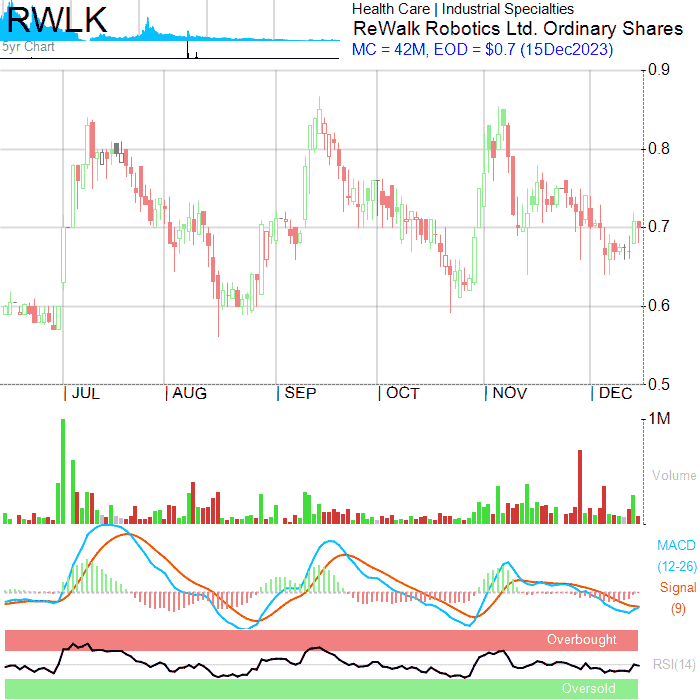 RWLK
5yr Chart
Health Care | Industrial Specialties
ReWalk Robotics Ltd. Ordinary Shares
MC = 42M, EOD = $0.7 (15Dec2023)
0.9
0.8
0.7
0.6
0.5
| JUL | AUG | SEP | OCT | NOV | DEC
1M
Volume
MACD
(12-26)
Signal
(9)
Overbought
RSI(14)
Oversold